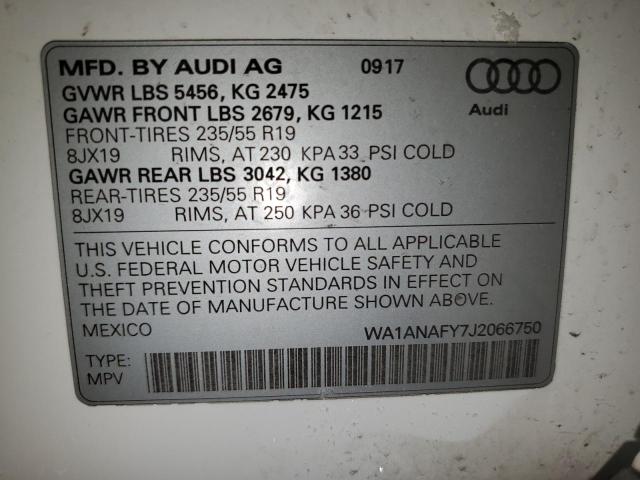 MFD. BY AUDI AG 0917
GVWR LBS 5456, KG 2475
GAWR FRONT LBS 2679, KG 1215
Audi
FRONT-TIRES 235/55 R19
8JX19 RIMS, AT 230 KPA 33 PSI COLD
GAWR REAR LBS 3042, KG 1380
REAR-TIRES 235/55 R19
8JX19 RIMS, AT 250 KPA 36 PSI COLD
THIS VEHICLE CONFORMS TO ALL APPLICABLE
U.S. FEDERAL MOTOR VEHICLE SAFETY AND
THEFT PREVENTION STANDARDS IN EFFECT ON
THE DATE OF MANUFACTURE SHOWN ABOVE.
MEXICO WA1ANAFY7J2066750
TYPE:
MPV